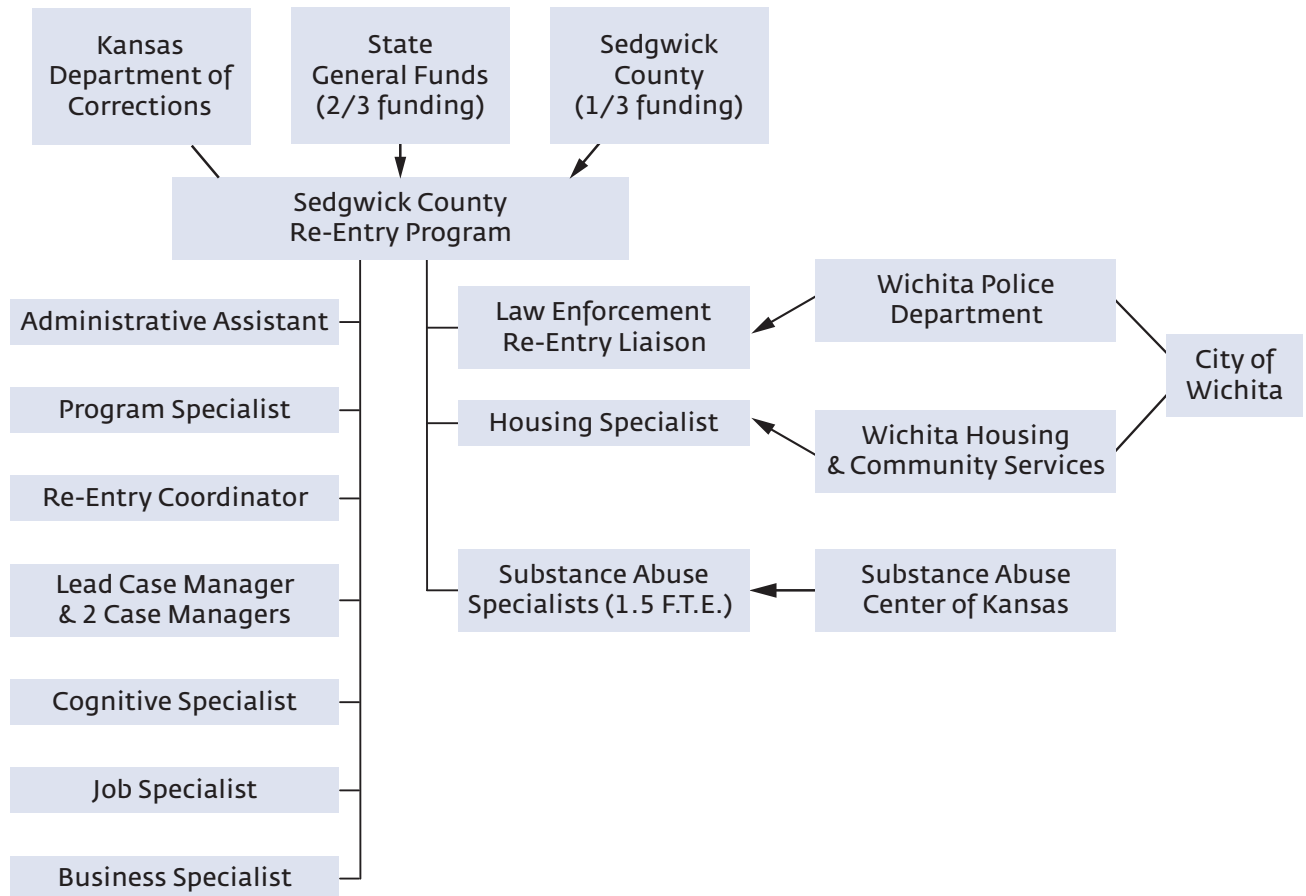 Kansas
Department of
Corrections
State
General Funds
(2/3 funding)
Sedgwick
County
(1/3 funding)
Sedgwick County
Re-Entry Program
Administrative Assistant
Program Specialist
Re-Entry Coordinator
Lead Case Manager
& 2 Case Managers
Cognitive Specialist
Job Specialist
Business Specialist
Law Enforcement
Re-Entry Liaison
Housing Specialist
Substance Abuse
Specialists (1.5 F.T.E.)
Wichita Police
Department
Wichita Housing
& Community Services
Substance Abuse
Center of Kansas
City of
Wichita